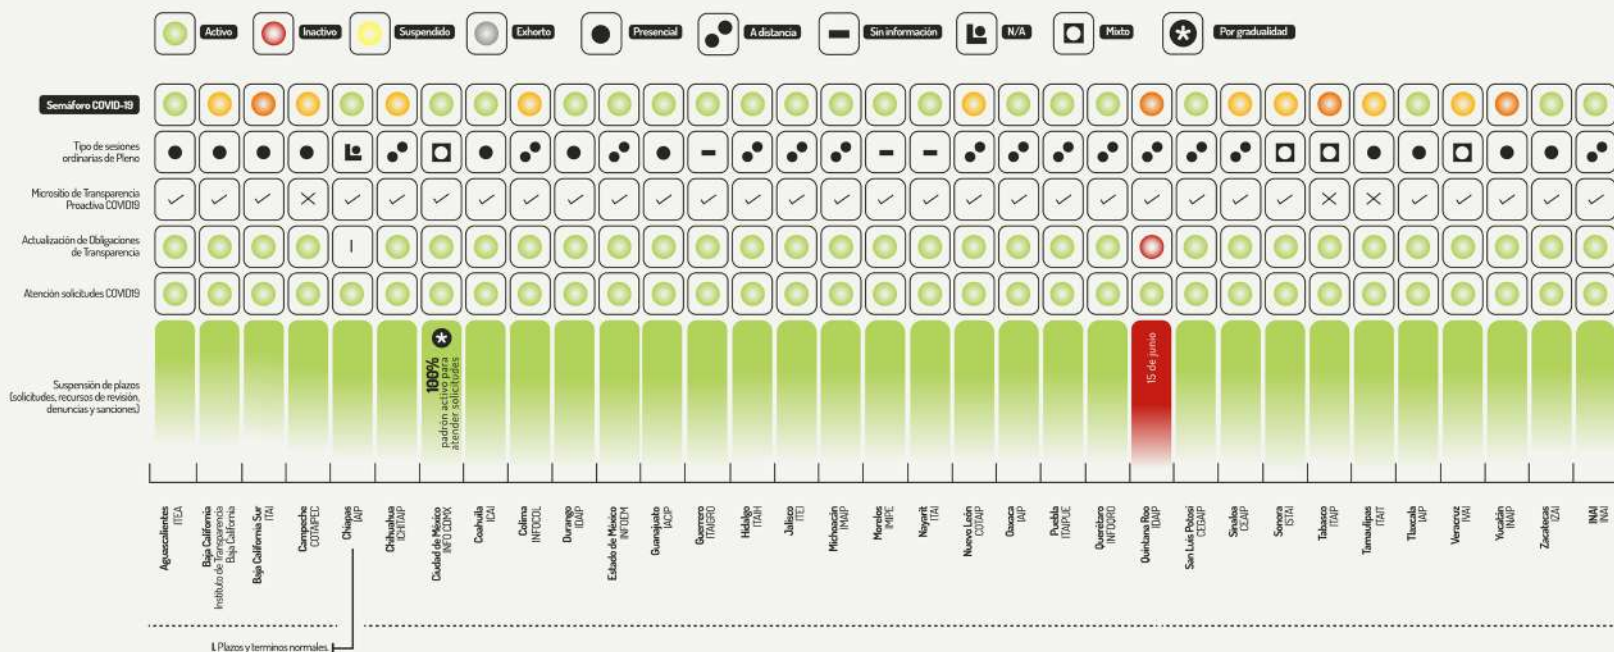 Activo
Inactivo
Suspendido
Exhorto
Presencial
A distancia
Sin información
N/A
Mixto
Por gradualidad
Semáforo COVID-19
Tipo de sesiones
ordinarias de Pleno
Micrositio de Transparencia
Proactiva COVID19
Actualización de Obligaciones
de Transparencia
Atención solicitudes COVID19
Suspensión de plazos
(solicitudes, recursos de revisión,
denuncias y sanciones)
100%
padrón activo para
atender solicitudes
15 de junio
Aguascalientes
ITEA
Baja California
Instituto de Transparencia
Baja California
Baja California Sur
ITAI
Campeche
COTAIPEC
Chiapas
IAIP
Chihuahua
ICHITAIP
Ciudad de México
INFO CDMX
Coahuila
ICAI
Colima
INFOCOL
Durango
IDAIP
Estado de México
INFOEM
Guanajuato
IACIP
Guerrero
ITAIGRO
Hidalgo
ITAIH
Jalisco
ITEI
Michoacán
IMAIP
Morelos
IMIPE
Nayarit
ITAI
Nuevo León
COTAIP
Oaxaca
IAIP
Puebla
ITAIPUE
Querétaro
INFOQRO
Quintana Roo
IDAIP
San Luis Potosí
CEGAIP
Sinaloa
CEAIP
Sonora
ISTAI
Tabasco
ITAIP
Tamaulipas
ITAIT
Tlaxcala
IAIP
Veracruz
IVAI
Yucatán
INAIP
Zacatecas
IZAI
INAI
INAI
I. Plazos y terminos normales.